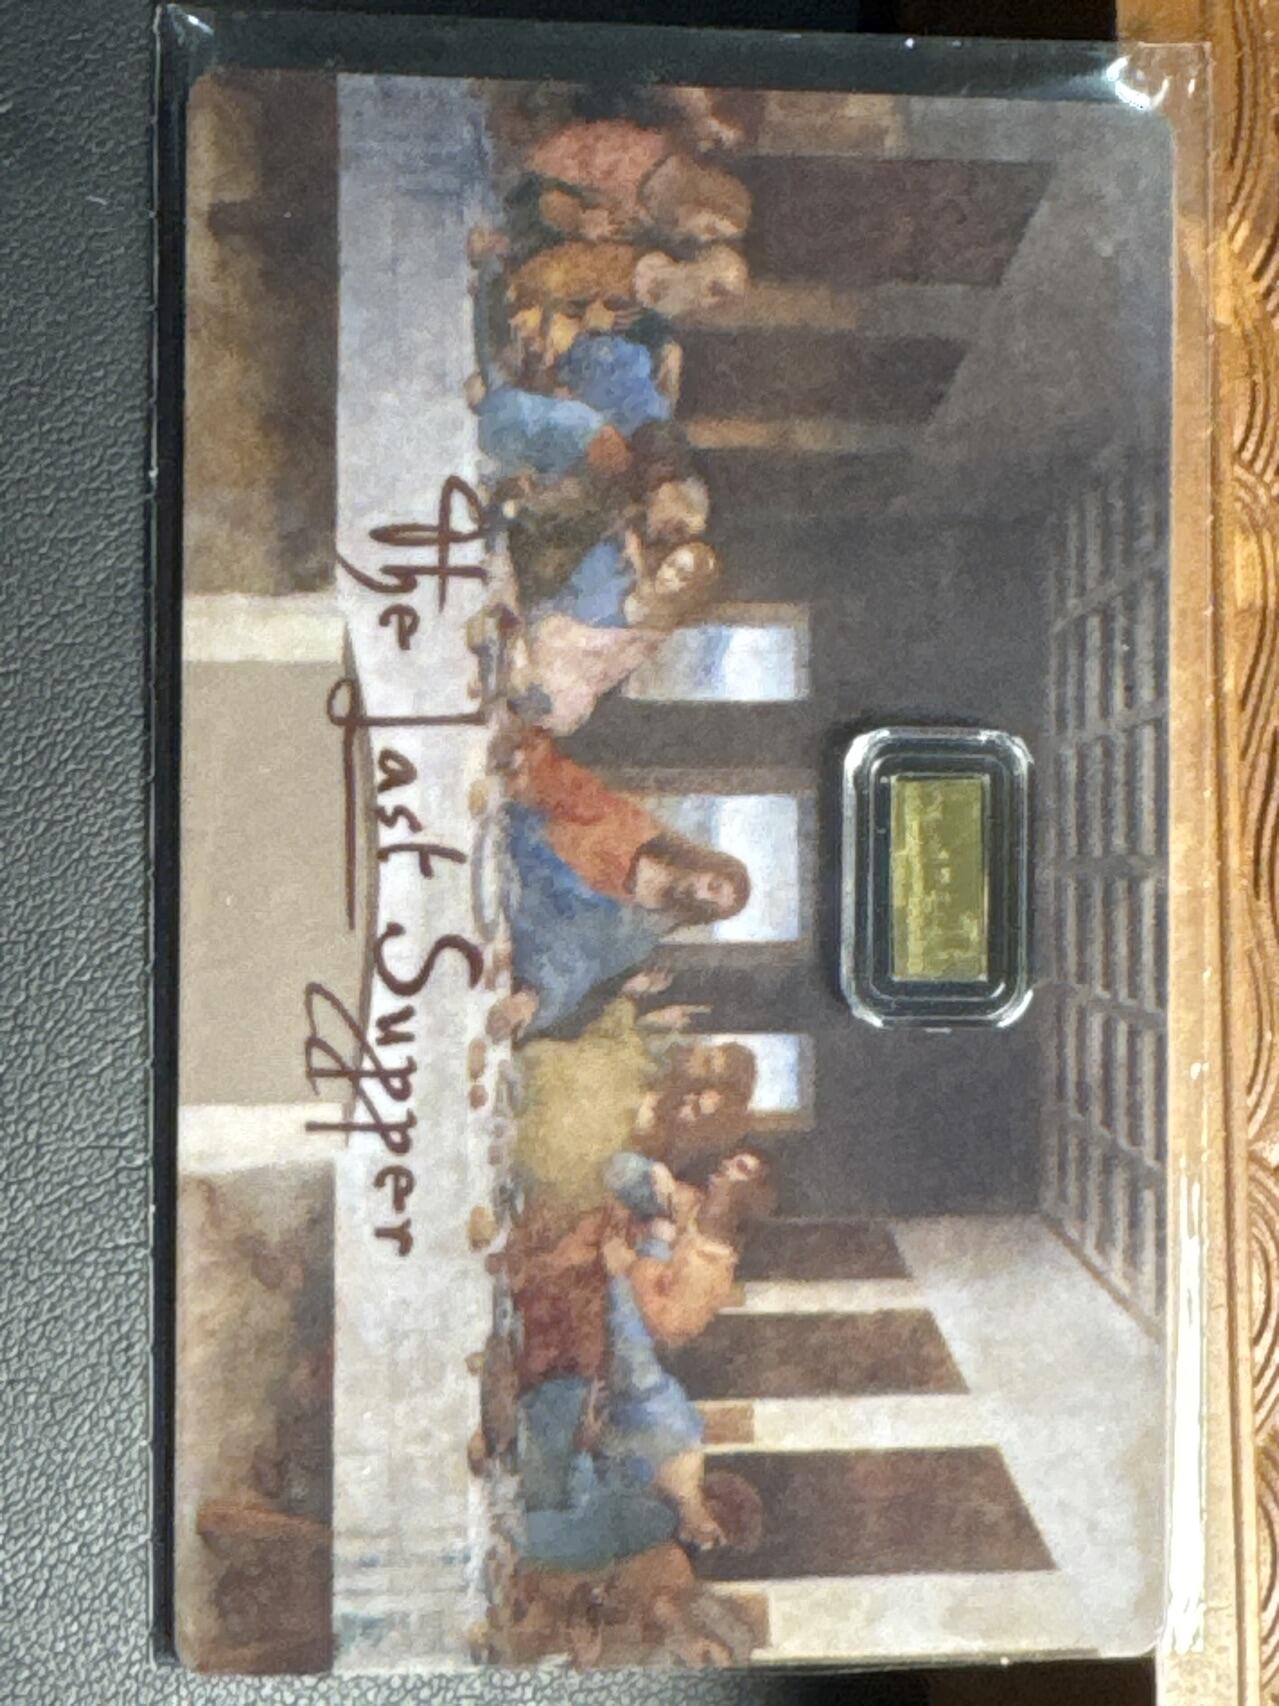 The Last Supper